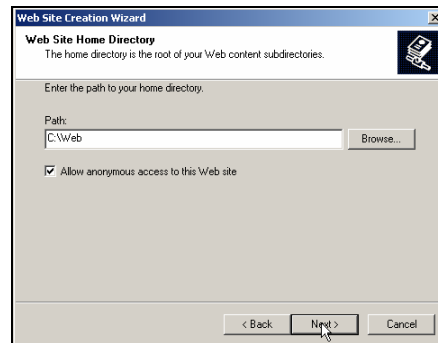 Web Site Creation Wizard
Web Site Home Directory
The home directory is the root of your Web content subdirectories.
Enter the path to your home directory.
Path:
C:\Web
Browse...
Allow anonymous access to this Web site
< Back
Next >
Cancel